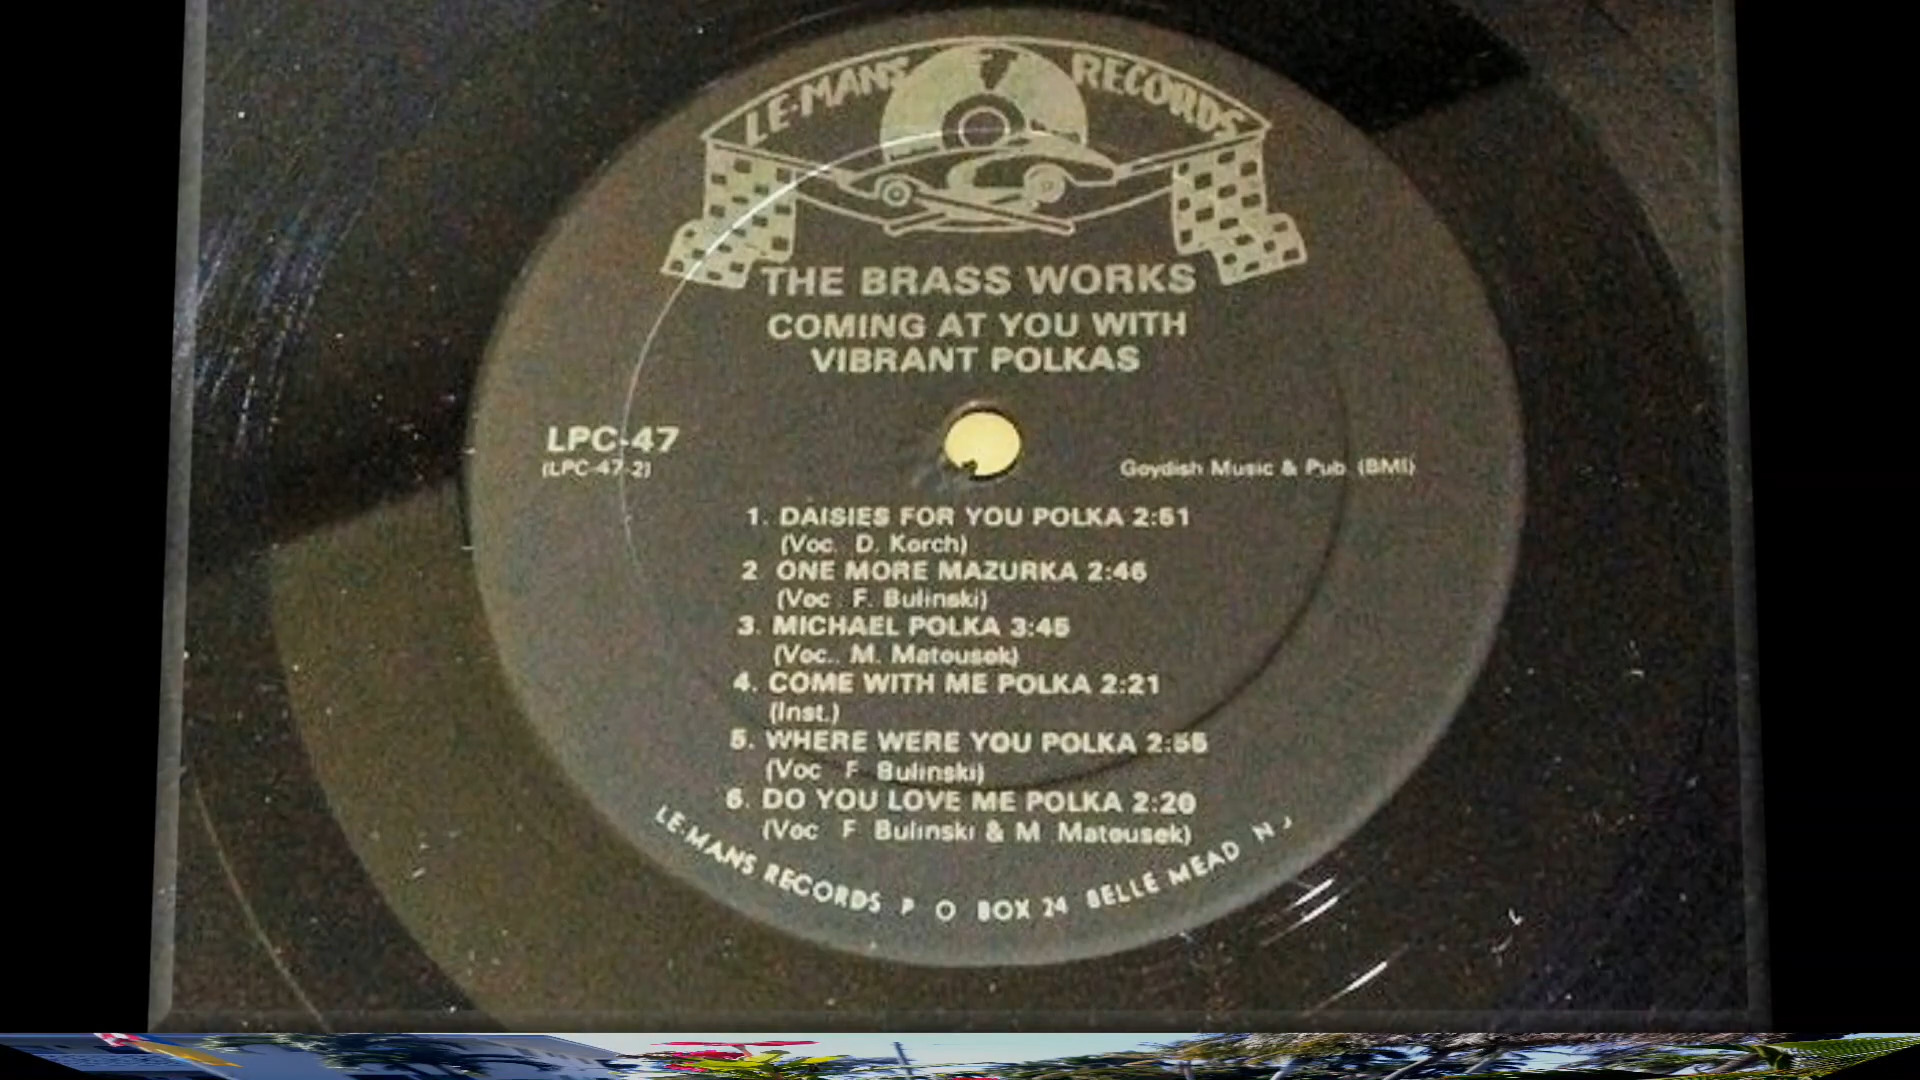 LE-MANS RECORDS
THE BRASS WORKS
COMING AT YOU WITH
VIBRANT POLKAS
LPC-47
(LPC-47-2)
Goydish Music & Pub. (BMI)
1. DAISIES FOR YOU POLKA 2:51
(Voc. D. Kerch)
2 ONE MORE MAZURKA 2:46
(Voc. F. Bulinski)
3. MICHAEL POLKA 3:45
(Voc.. M. Matousek)
4. COME WITH ME POLKA 2:21
(Inst.)
5. WHERE WERE YOU POLKA 2:55
(Voc F Bulinski)
6. DO YOU LOVE ME POLKA 2:20
(Voc F Bulinski & M Matousek)
LE-MANS RECORDS P O BOX 24 BELLE MEAD N J